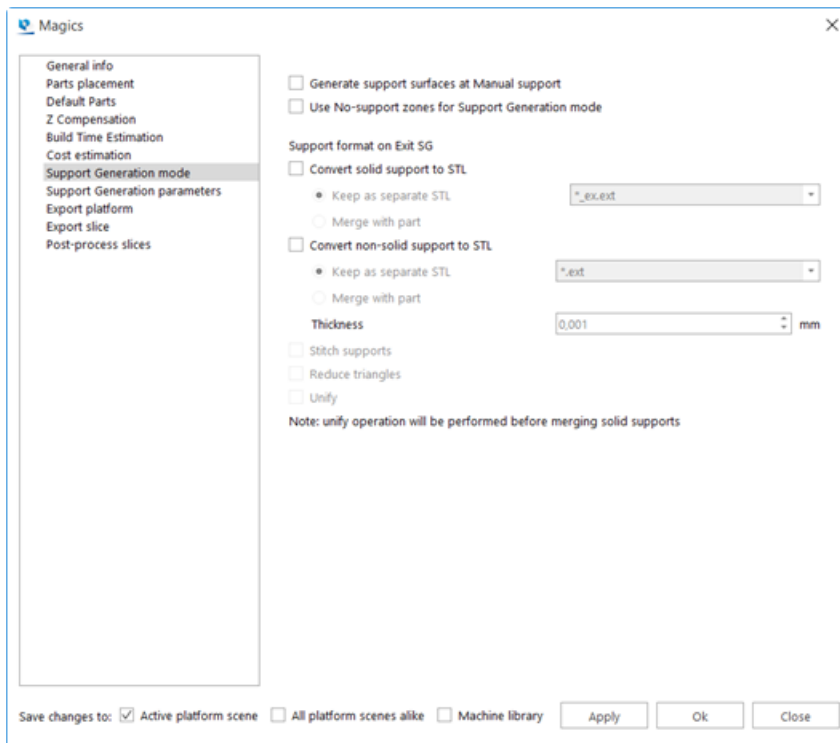 Magics
General info
Parts placement
Default Parts
Z Compensation
Build Time Estimation
Cost estimation
Support Generation mode
Support Generation parameters
Export platform
Export slice
Post-process slices
Generate support surfaces at Manual support
Use No-support zones for Support Generation mode
Support format on Exit SG
Convert solid support to STL
Keep as separate STL *_ex.ext
Merge with part
Convert non-solid support to STL
Keep as separate STL *.ext
Merge with part
Thickness 0,001 mm
Stitch supports
Reduce triangles
Unify
Note: unify operation will be performed before merging solid supports
Save changes to: Active platform scene All platform scenes alike Machine library Apply Ok Close